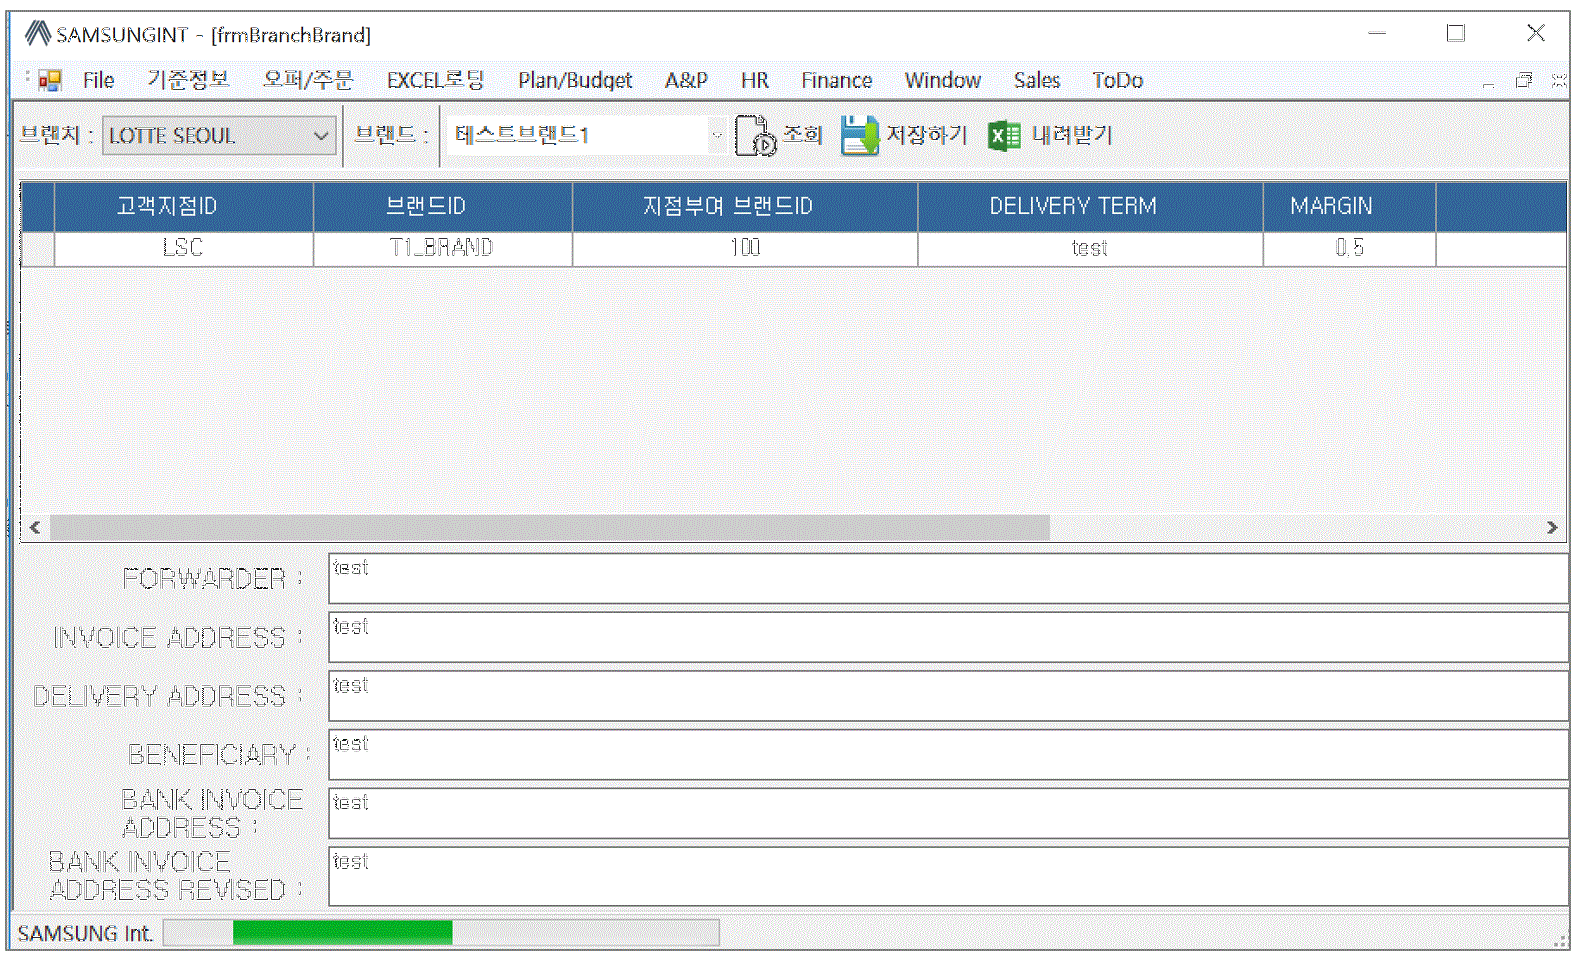 SAMSUNGINT - [frmBranchBrand]
File 기준정보 오퍼/주문 EXCEL로딩 Plan/Budget A&P HR Finance Window Sales ToDo
브랜치 : LOTTE SEOUL 브랜드 : 테스트브랜드1 조회 저장하기 내려받기
고객지점ID 브랜드ID 지점부여 브랜드ID DELIVERY TERM MARGIN
LSC T1_BRAND 100 test 0.5
FORWARDER : test
INVOICE ADDRESS : test
DELIVERY ADDRESS : test
BENEFICIARY : test
BANK INVOICE test
ADDRESS :
BANK INVOICE test
ADDRESS REVISED :
SAMSUNG Int.